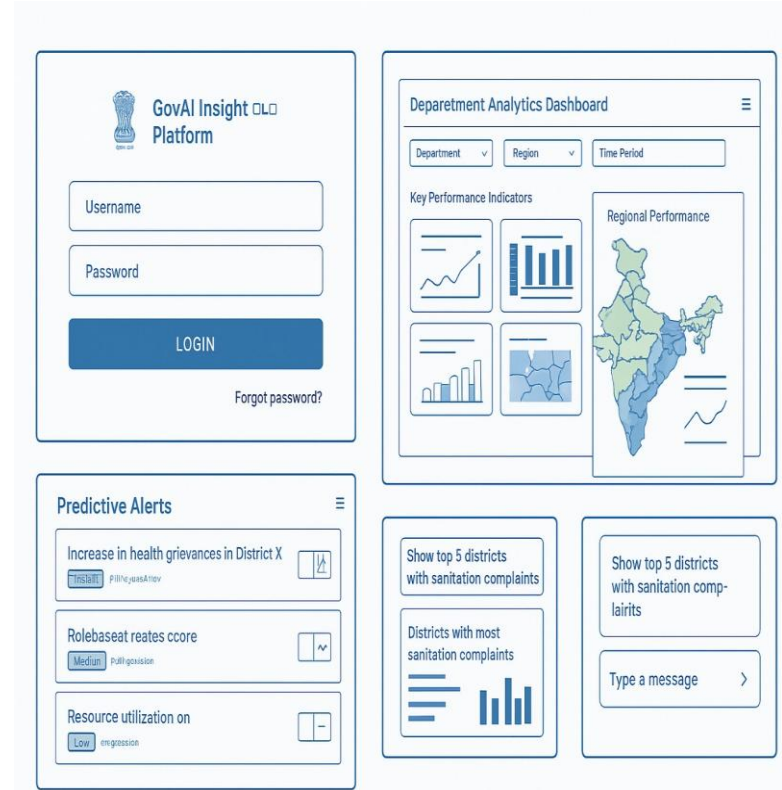 GovAI Insight
Platform
Username
Password
LOGIN
Forgot password?
Deparetment Analytics Dashboard
Department
Region
Time Period
Key Performance Indicators
Regional Performance
Predictive Alerts
Increase in health grievances in District X
Rolebaseat reates ccore
Mediun
Resource utilization on
Low
Show top 5 districts
with sanitation complaints
Districts with most
sanitation complaints
Show top 5 districts
with sanitation comp-
lairits
Type a message